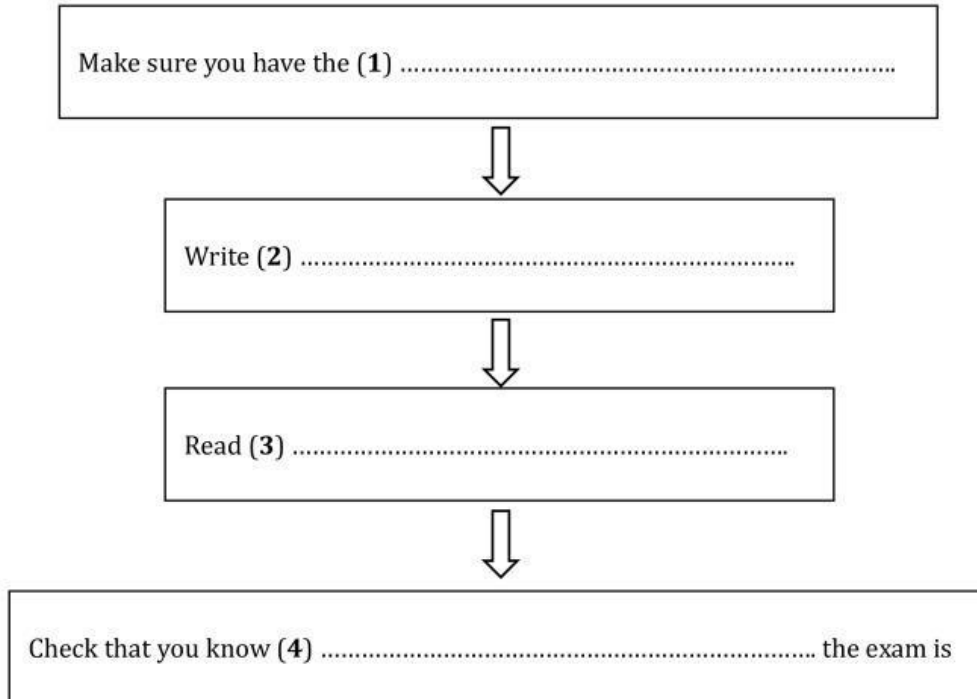 Make sure you have the (1) ………………………………………………………………….
Write (2) ………………………………………………………………….
Read (3) ………………………………………………………………….
Check that you know (4) …………………………………………………………………. the exam is